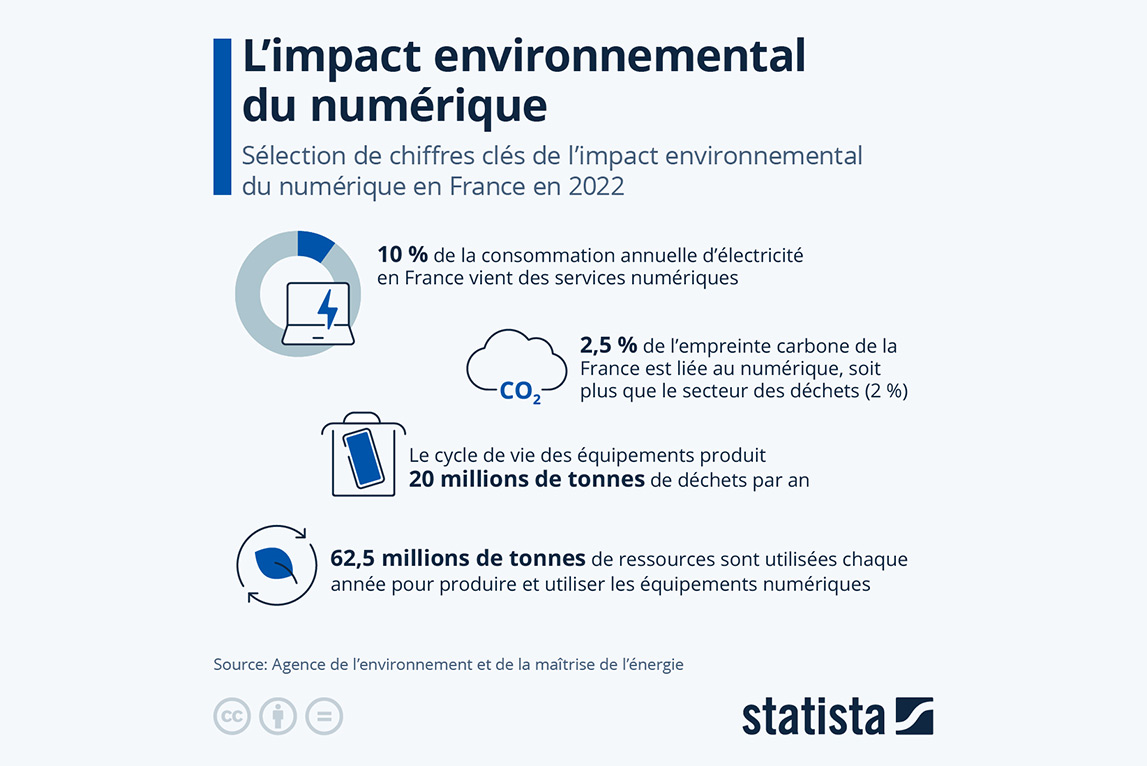 L’impact environnemental
du numérique
Sélection de chiffres clés de l’impact environnemental
du numérique en France en 2022
10 % de la consommation annuelle d’électricité
en France vient des services numériques
2,5 % de l’empreinte carbone de la
France est liée au numérique, soit
plus que le secteur des déchets (2 %)
CO₂
Le cycle de vie des équipements produit
20 millions de tonnes de déchets par an
62,5 millions de tonnes de ressources sont utilisées chaque
année pour produire et utiliser les équipements numériques
Source: Agence de l’environnement et de la maîtrise de l’énergie
cc
statista